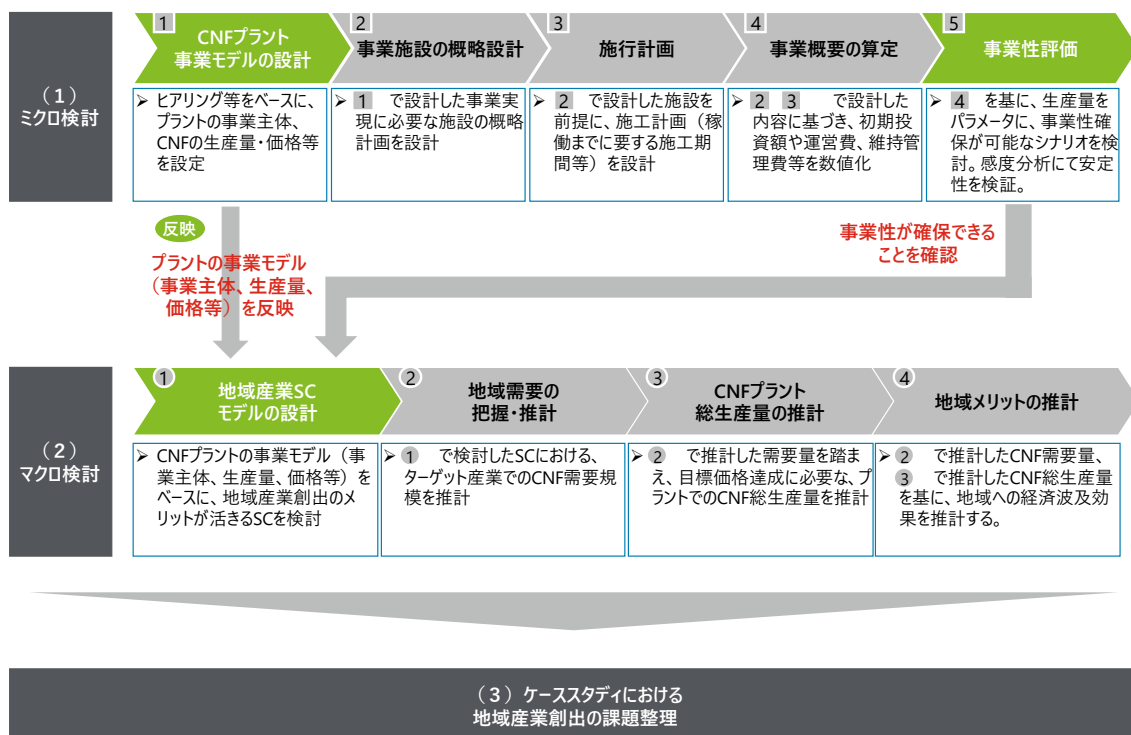 (1)
ミクロ検討
1
CNFプラント
事業モデルの設計
➢ ヒアリング等をベースに、
プラントの事業主体、
CNFの生産量・価格等
を設定
2
事業施設の概略設計
➢ 1 で設計した事業実
現に必要な施設の概略
計画を設計
3
施行計画
➢ 2 で設計した施設を
前提に、施工計画（稼
働までに要する施工期
間等）を設計
4
事業概要の算定
➢ 2 3 で設計した
内容に基づき、初期投
資額や運営費、維持管
理費等を数値化
5
事業性評価
➢ 4 を基に、生産量を
パラメータに、事業性確
保が可能なシナリオを検
討。感度分析にて安定
性を検証。
反映
プラントの事業モデル
（事業主体、生産量、
価格等）を反映
事業性が確保できる
ことを確認
(2)
マクロ検討
1
地域産業SC
モデルの設計
➢ CNFプラントの事業モデル（事
業主体、生産量、価格等）を
ベースに、地域産業創出のメ
リットが活きるSCを検討
2
地域需要の
把握・推計
➢ 1 で検討したSCにおける、
ターゲット産業でのCNF需要規
模を推計
3
CNFプラント
総生産量の推計
➢ 2 で推計した需要量を踏ま
え、目標価格達成に必要な、プ
ラントでのCNF総生産量を推計
4
地域メリットの推計
➢ 2 で推計したCNF需要量、
3 で推計したCNF総生産量
を基に、地域への経済波及効
果を推計する。
（3）ケーススタディにおける
地域産業創出の課題整理